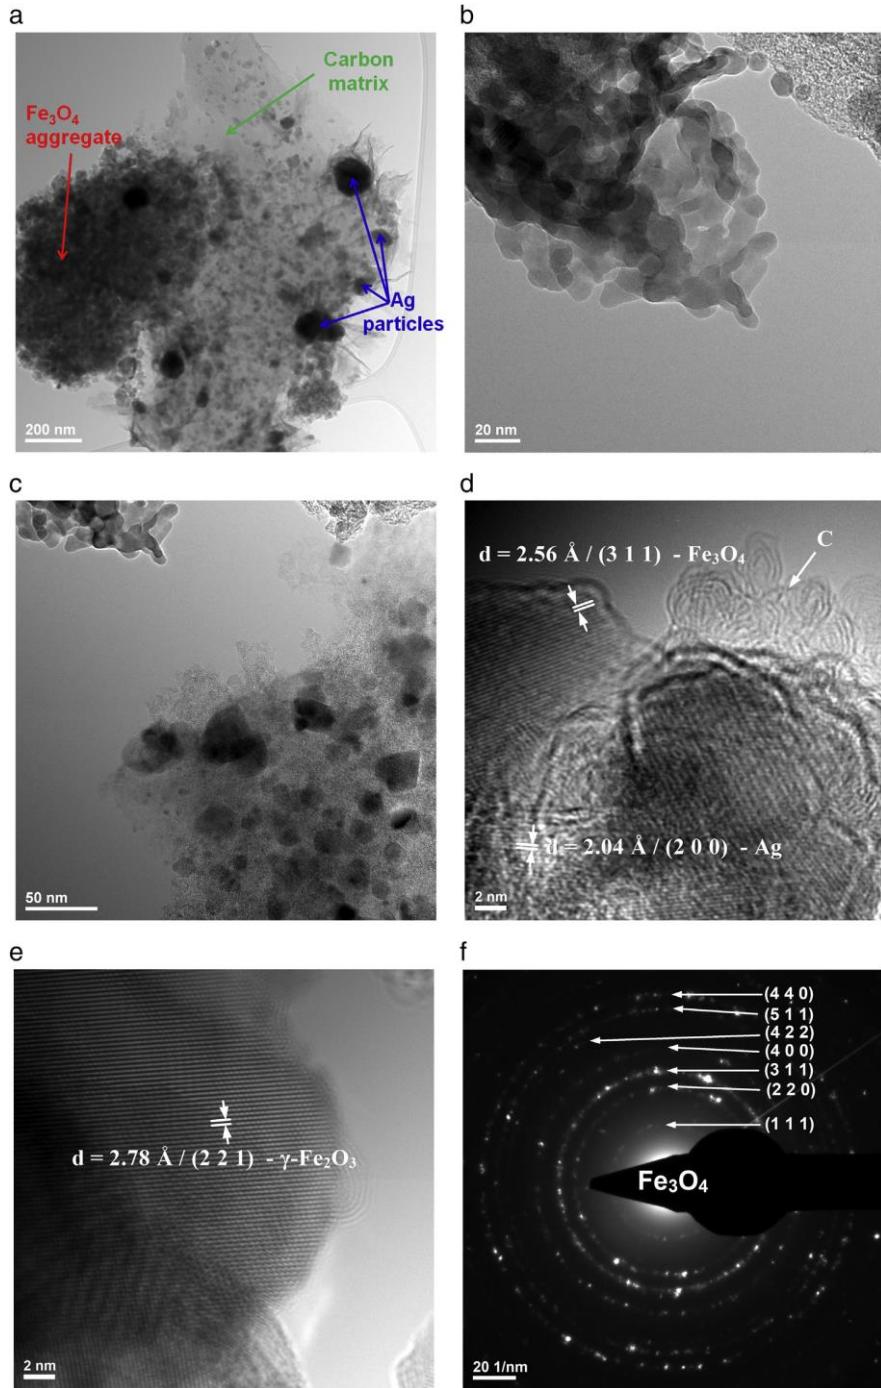 a
Carbon
matrix
Fe₃O₄
aggregate
Ag
particles
200 nm
b
20 nm
c
50 nm
d
d = 2.56 Å / (3 1 1) - Fe₃O₄
C
d = 2.04 Å / (2 0 0) - Ag
2 nm
e
d = 2.78 Å / (2 2 1) - γ-Fe₂O₃
2 nm
f
(4 4 0)
(5 1 1)
(4 2 2)
(4 0 0)
(3 1 1)
(2 2 0)
(1 1 1)
Fe₃O₄
20 1/nm